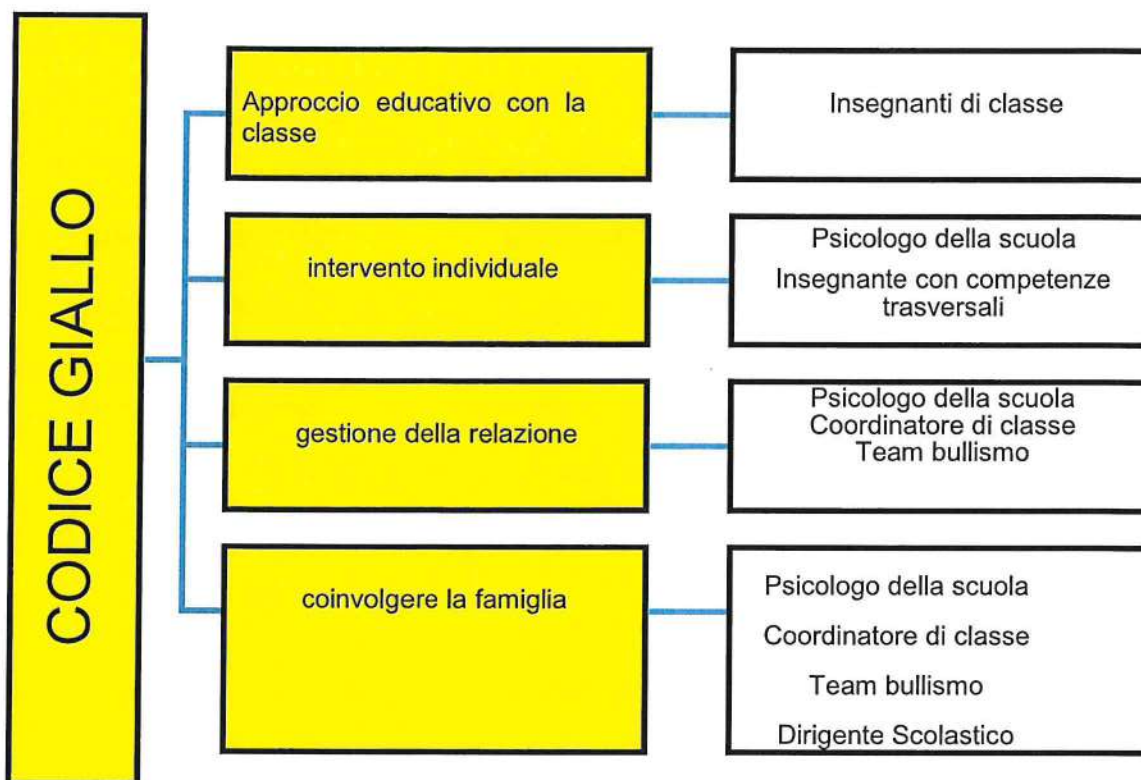 CODICE GIALLO
Approccio educativo con la
classe
Insegnanti di classe
intervento individuale
Psicologo della scuola
Insegnante con competenze
trasversali
gestione della relazione
Psicologo della scuola
Coordinatore di classe
Team bullismo
coinvolgere la famiglia
Psicologo della scuola
Coordinatore di classe
Team bullismo
Dirigente Scolastico